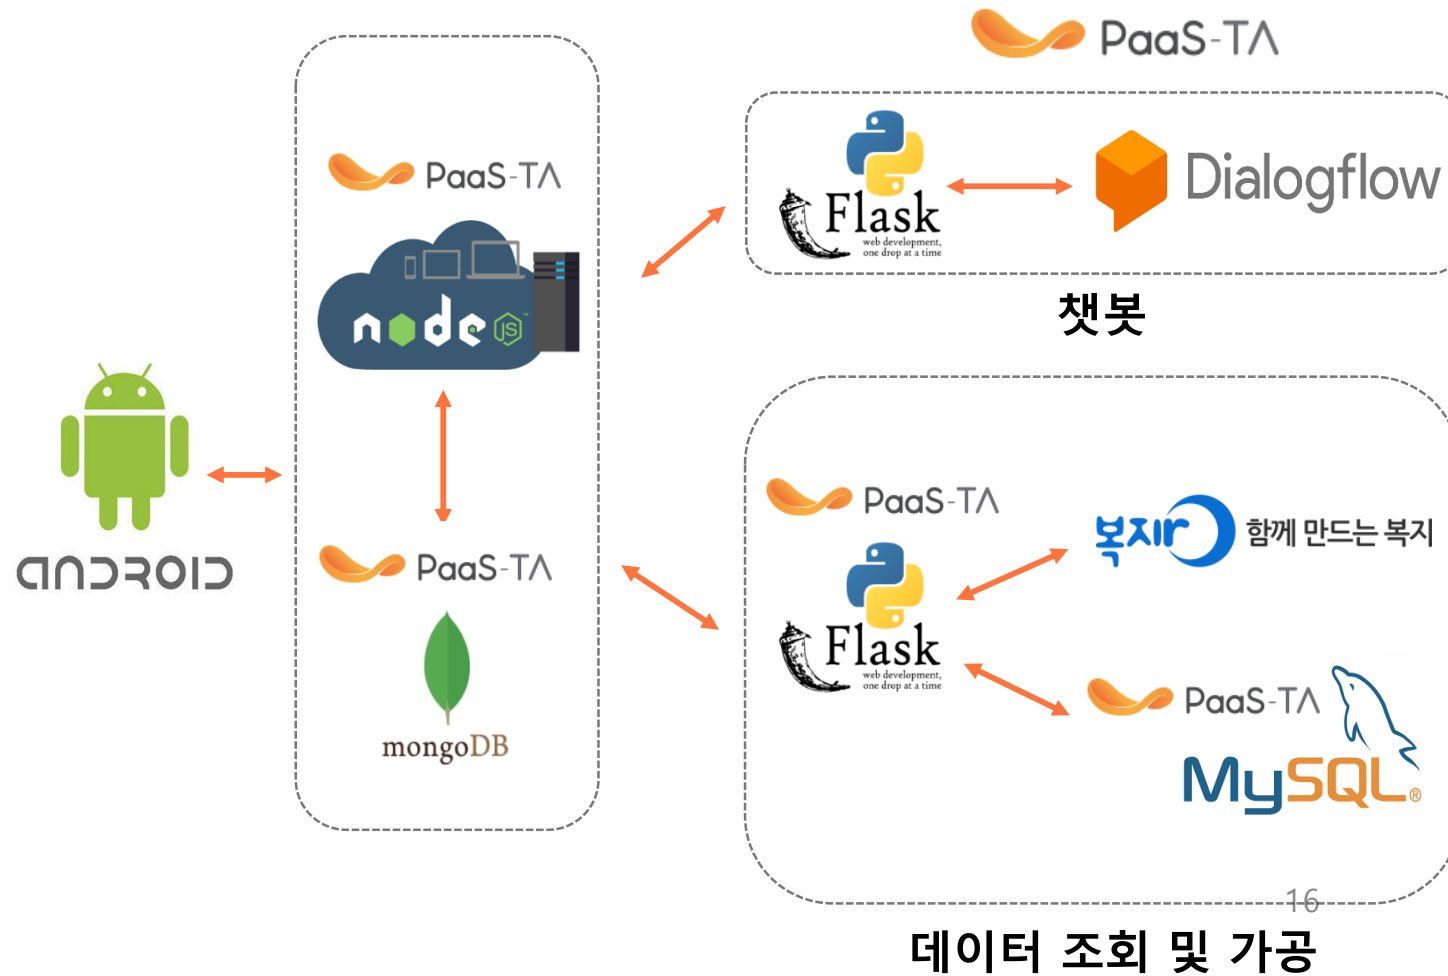 PaaS-TA
PaaS-TA
node JS
PaaS-TA
mongoDB
ANDROID
Flask
web development,
one drop at a time
Dialogflow
챗봇
PaaS-TA
Flask
web development,
one drop at a time
복지r 함께 만드는 복지
PaaS-TA
MySQL®
16
데이터 조회 및 가공